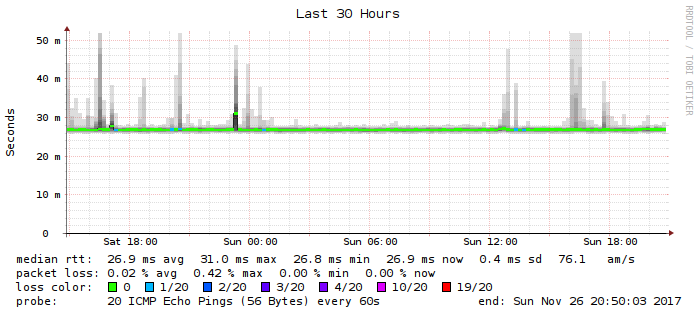 Last 30 Hours
RRDTOOL / TOBI OETIKER
Seconds
50 m
40 m
30 m
20 m
10 m
0
Sat 18:00 Sun 00:00 Sun 06:00 Sun 12:00 Sun 18:00
median rtt: 26.9 ms avg 31.0 ms max 26.8 ms min 26.9 ms now 0.4 ms sd 76.1 am/s
packet loss: 0.02 % avg 0.42 % max 0.00 % min 0.00 % now
loss color: 0 1/20 2/20 3/20 4/20 10/20 19/20
probe: 20 ICMP Echo Pings (56 Bytes) every 60s end: Sun Nov 26 20:50:03 2017